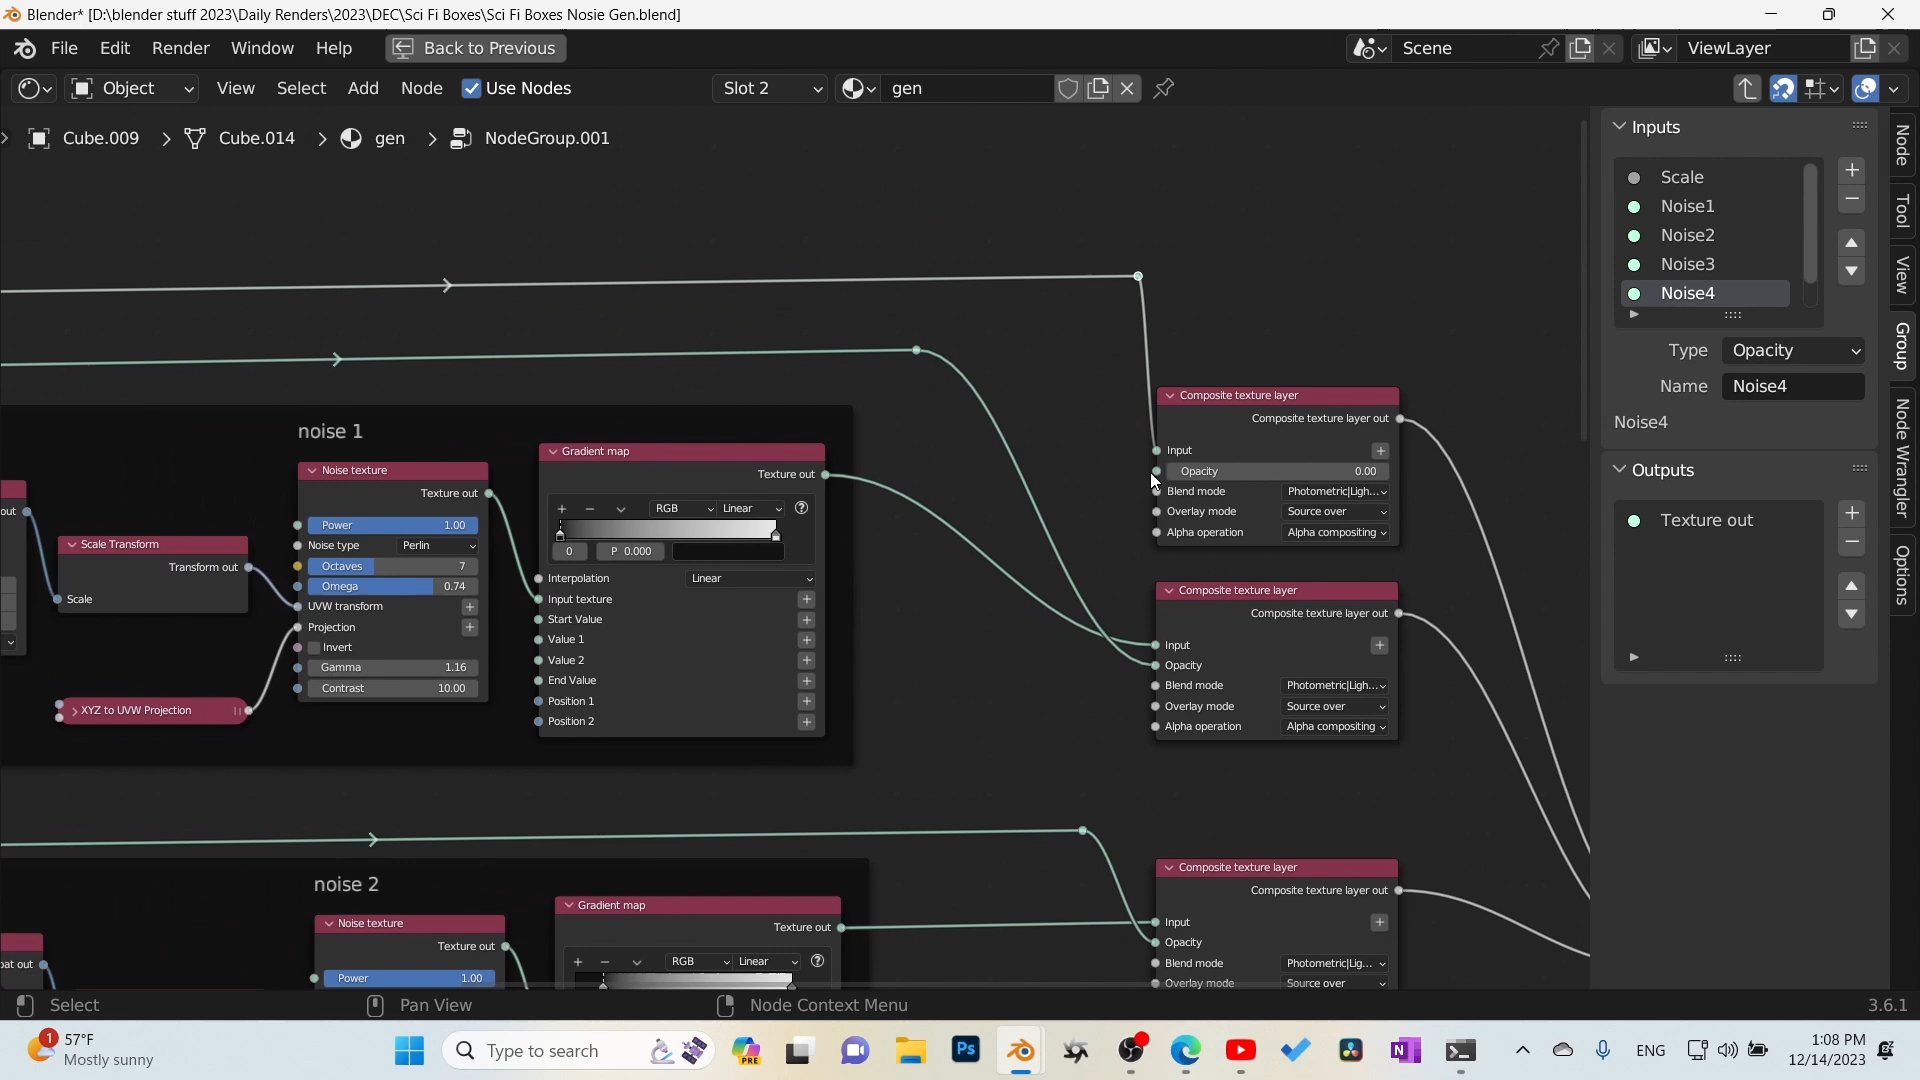 Blender* [D:\blender stuff 2023\Daily Renders\2023\DEC\Sci Fi Boxes\Sci Fi Boxes Nosie Gen.blend]
File Edit Render Window Help Back to Previous Scene ViewLayer
Object View Select Add Node Use Nodes Slot 2 gen
Cube.009 Cube.014 gen NodeGroup.001
Inputs
Scale
Noise1
Noise2
Noise3
Noise4
Type Opacity
Name Noise4
Noise4
Outputs
Texture out
Node
Tool
View
Group
Node Wrangler
Options
noise 1
Noise texture
Texture out
Power 1.00
Noise type Perlin
Octaves 7
Omega 0.74
UVW transform
Projection
Invert
Gamma 1.16
Contrast 10.00
out
Scale Transform
Transform out
Scale
XYZ to UVW Projection
Gradient map
Texture out
RGB Linear
0 P 0.000
Interpolation Linear
Input texture
Start Value
Value 1
Value 2
End Value
Position 1
Position 2
Composite texture layer
Composite texture layer out
Input
Opacity 0.00
Blend mode Photometric|Ligh...
Overlay mode Source over
Alpha operation Alpha compositing
Composite texture layer
Composite texture layer out
Input
Opacity
Blend mode Photometric|Ligh...
Overlay mode Source over
Alpha operation Alpha compositing
noise 2
Noise texture
Texture out
Power 1.00
oat out
Gradient map
Texture out
RGB Linear
Composite texture layer
Composite texture layer out
Input
Opacity
Blend mode Photometric|Lig...
Overlay mode Source over
Select Pan View Node Context Menu 3.6.1
1 57°F
Mostly sunny
Type to search
PRE
Ps
N
ENG
1:08 PM
12/14/2023